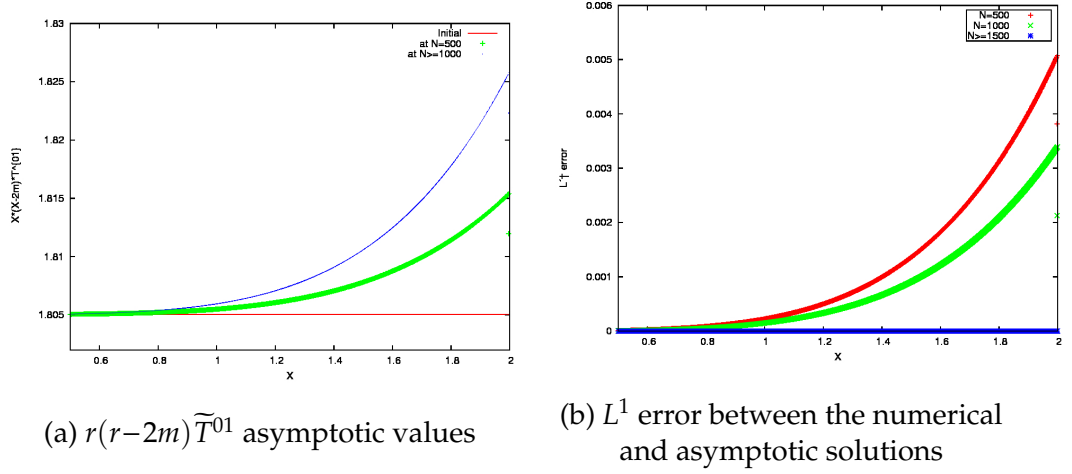 1.83
1.825
1.82
1.815
1.81
1.805
X*(X-2m)*T^{01}
Initial
at N=500
at N>=1000
0.6
0.8
1
1.2
1.4
1.6
1.8
2
X
(a) r(r−2m)T̃⁰¹ asymptotic values
0.006
0.005
0.004
0.003
0.002
0.001
0
N=500
N=1000
N>=1500
0.6
0.8
1
1.2
1.4
1.6
1.8
2
X
(b) L¹ error between the numerical
and asymptotic solutions